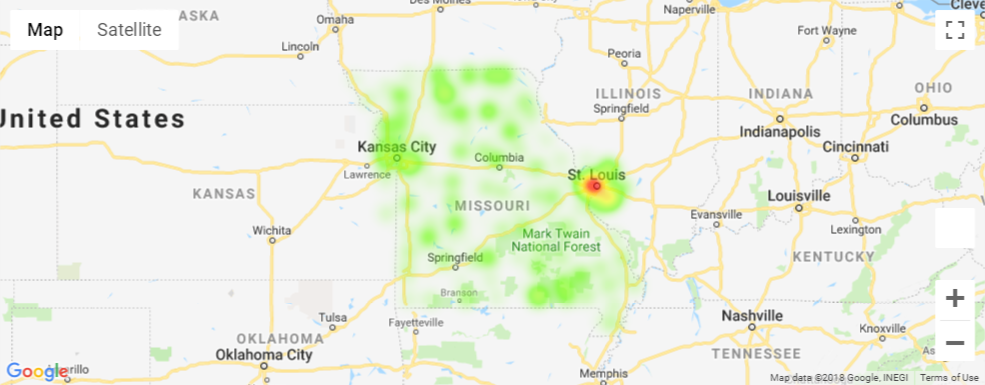 Map
Satellite
ASKA
Omaha
Des Moines
Naperville
Cleve
Lincoln
Peoria
Fort Wayne
ILLINOIS
INDIANA
OHIO
United States
Springfield
Columbus
Indianapolis
Kansas City
Columbia
Cincinnati
Lawrence
St. Louis
KANSAS
MISSOURI
Louisville
Evansville
Lexington
Wichita
Mark Twain
National Forest
Springfield
KENTUCKY
Branson
Tulsa
Fayetteville
Nashville
Knoxville
OKLAHOMA
Oklahoma City
TENNESSEE
As
Google
arillo
Memphis
Map data ©2018 Google, INEGI
Terms of Use